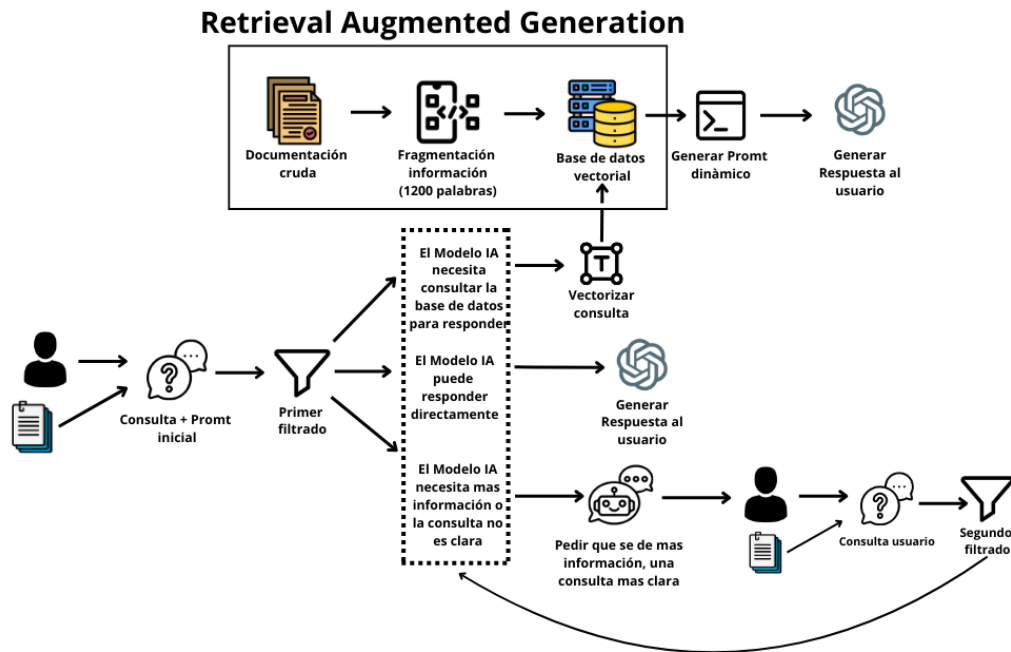 Retrieval Augmented Generation
Documentación
cruda
Fragmentación
información
(1200 palabras)
Base de datos
vectorial
Generar Promt
dinàmico
Generar
Respuesta al
usuario
El Modelo IA
necesita
consultar la
base de datos
para responder
T
Vectorizar
consulta
Consulta + Promt
inicial
Primer
filtrado
El Modelo IA
puede
responder
directamente
Generar
Respuesta al
usuario
El Modelo IA
necesita mas
información o
la consulta no
es clara
Pedir que se de mas
información, una
consulta mas clara
Consulta usuario
Segundo
filtrado